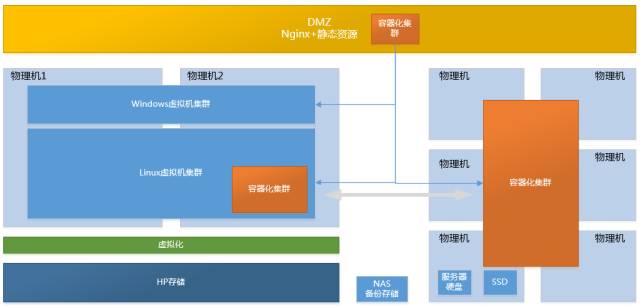 DMZ
Nginx+静态资源
容器化集
群
物理机1
物理机2
物理机
物理机
Windows虚拟机集群
Linux虚拟机集群
容器化集群
物理机
物理机
容器化集群
虚拟化
物理机
物理机
HP存储
NAS
备份存储
服务器
硬盘
SSD